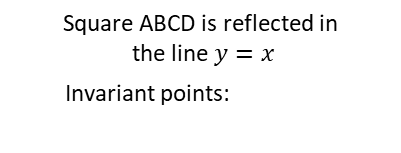 Square ABCD is reflected in
the line y = x
Invariant points: